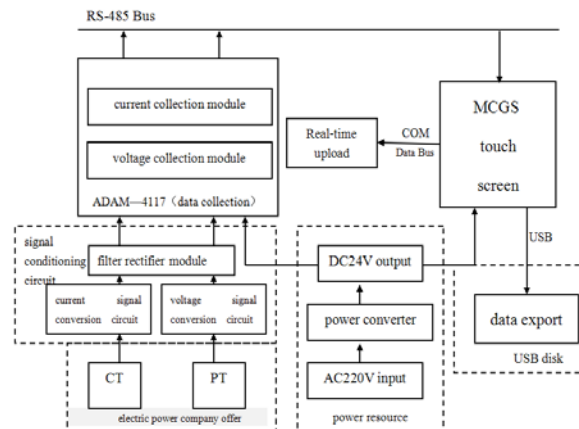 RS-485 Bus
current collection module
voltage collection module
ADAM—4117（data collection）
Real-time
upload
COM
Data Bus
MCGS
touch
screen
USB
signal
conditioning
circuit
filter rectifier module
current signal
conversion circuit
voltage signal
conversion circuit
CT
PT
electric power company offer
DC24V output
power converter
AC220V input
power resource
data export
USB disk